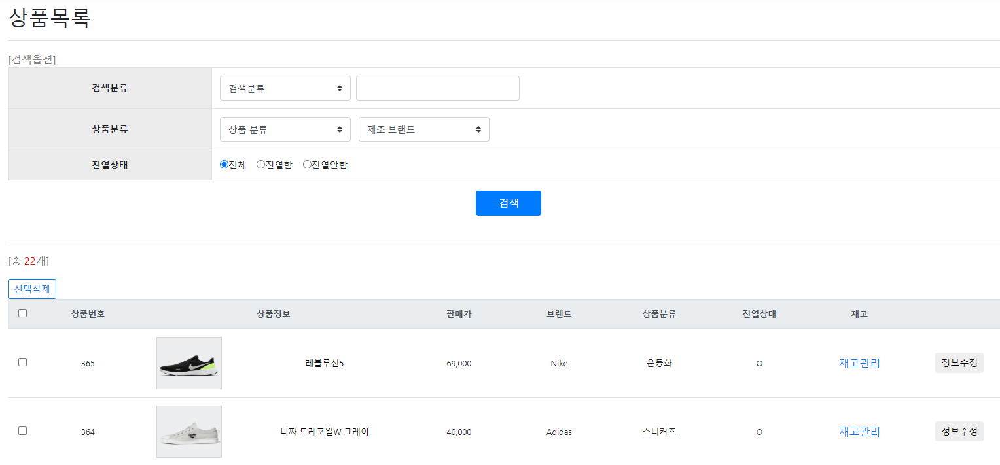 상품목록
[검색옵션]
검색분류 검색분류
상품분류 상품 분류 제조 브랜드
진열상태 전체 진열함 진열안함
검색
[총 22개]
선택삭제
상품번호 상품정보 판매가 브랜드 상품분류 진열상태 재고
365 레볼루션5 69,000 Nike 운동화 O 재고관리 정보수정
364 니짜 트레포일W 그레이 40,000 Adidas 스니커즈 O 재고관리 정보수정